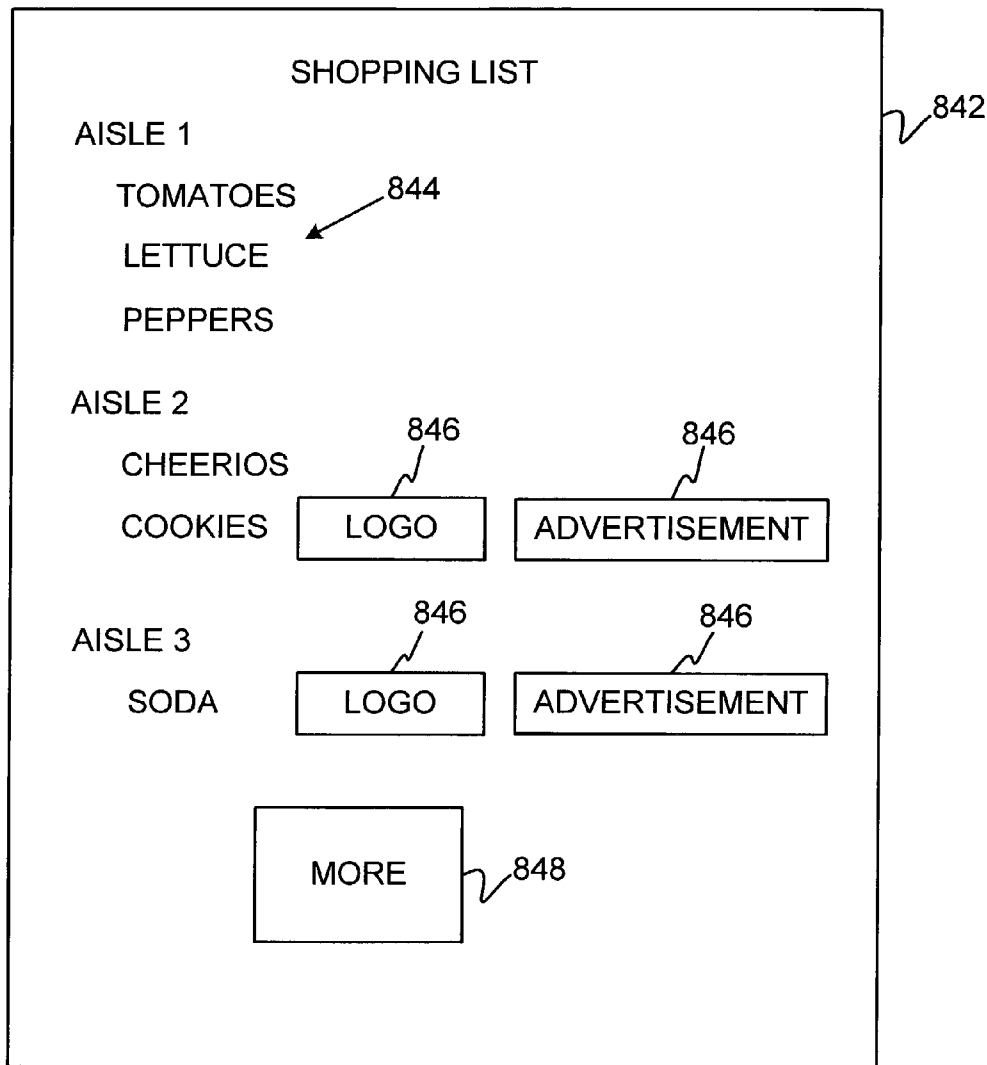 SHOPPING LIST
842
AISLE 1
TOMATOES
844
LETTUCE
PEPPERS
AISLE 2
846
846
CHEERIOS
COOKIES LOGO ADVERTISEMENT
846
846
AISLE 3
SODA LOGO ADVERTISEMENT
MORE
848